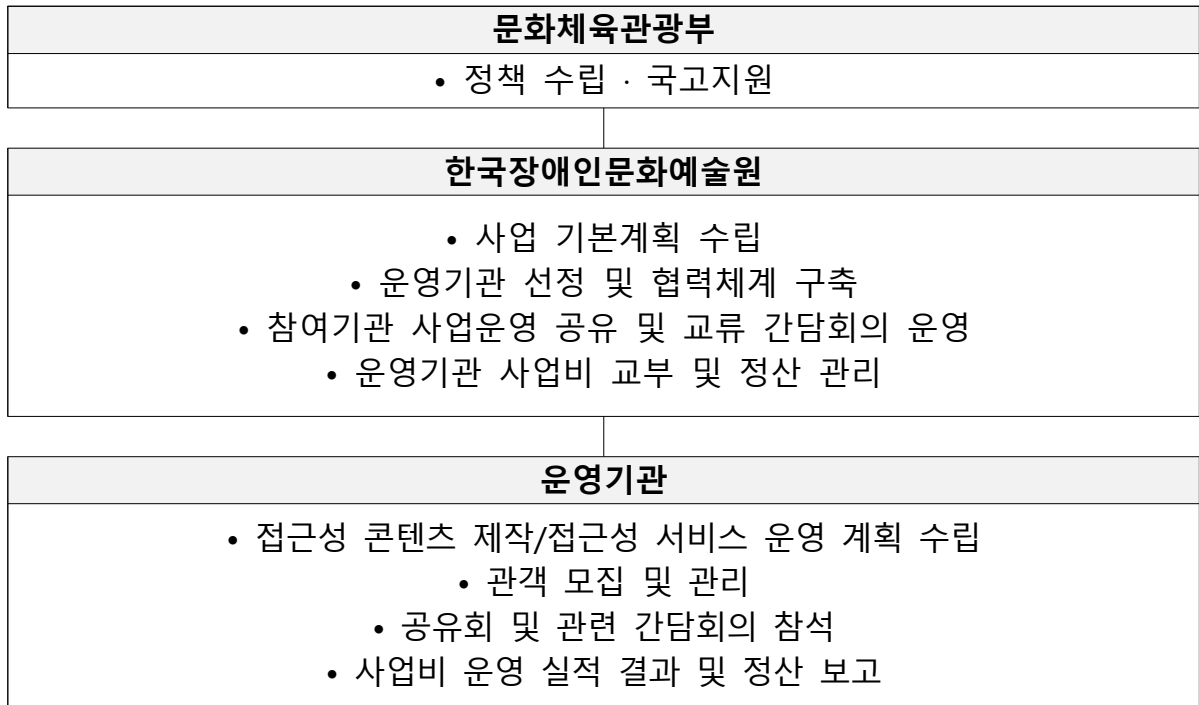 문화체육관광부
• 정책 수립 · 국고지원
한국장애인문화예술원
• 사업 기본계획 수립
• 운영기관 선정 및 협력체계 구축
• 참여기관 사업운영 공유 및 교류 간담회의 운영
• 운영기관 사업비 교부 및 정산 관리
운영기관
• 접근성 콘텐츠 제작/접근성 서비스 운영 계획 수립
• 관객 모집 및 관리
• 공유회 및 관련 간담회의 참석
• 사업비 운영 실적 결과 및 정산 보고